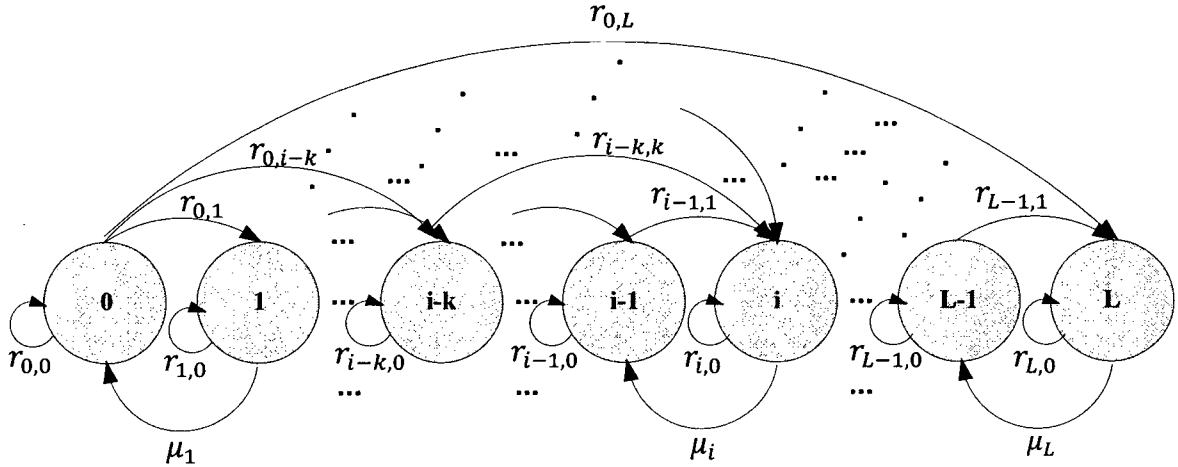 r_{0,L}
r_{0,i-k}
r_{i-k,k}
...
...
...
...
...
...
r_{0,1}
r_{i-1,1}
r_{L-1,1}
...
...
0
1
...
i-k
...
i-1
i
...
L-1
L
r_{0,0}
r_{1,0}
r_{i-k,0}
r_{i-1,0}
r_{i,0}
r_{L-1,0}
r_{L,0}
...
...
...
μ_1
μ_i
μ_L